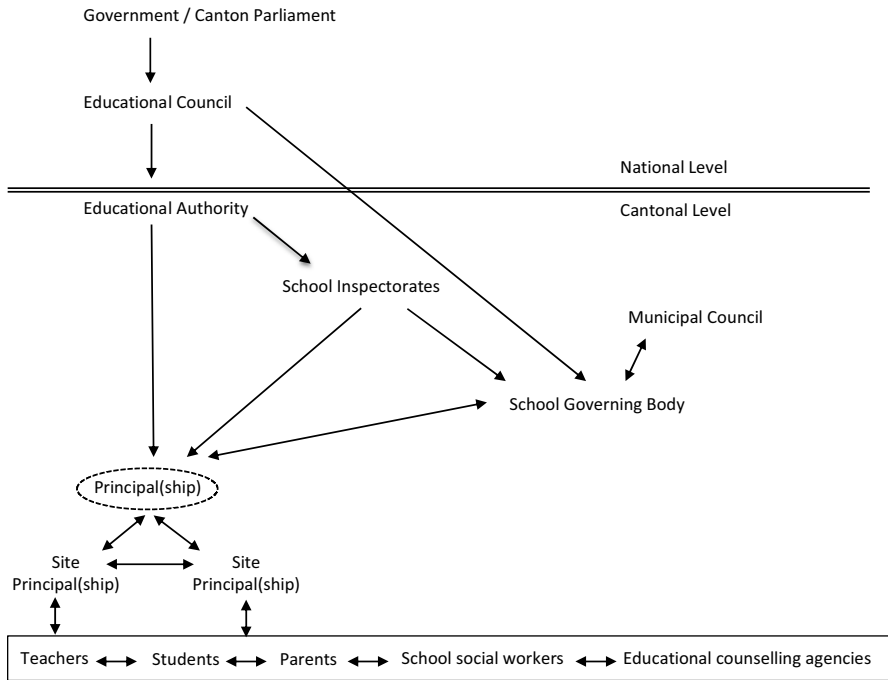 Government / Canton Parliament
Educational Council
National Level
Educational Authority
Cantonal Level
School Inspectorates
Municipal Council
School Governing Body
Principal(ship)
Site
Principal(ship)
Site
Principal(ship)
Teachers Students Parents School social workers Educational counselling agencies